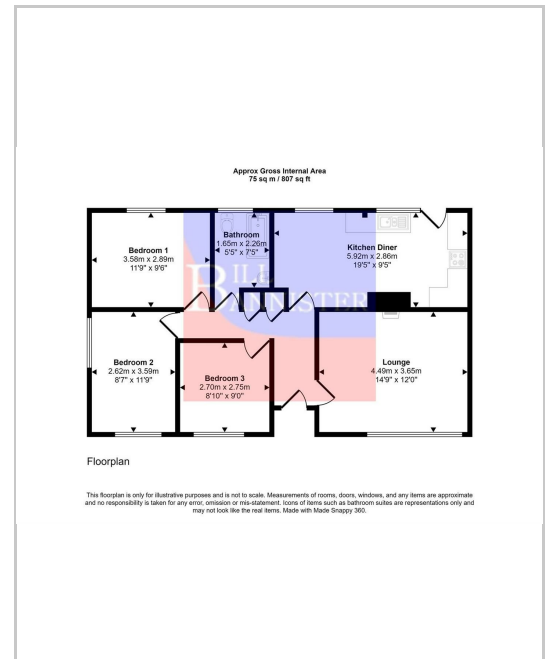 Approx Gross Internal Area
75 sq m / 807 sq ft
Bedroom 1
3.58m x 2.89m
11'9" x 9'6"
Bathroom
1.65m x 2.26m
5'5" x 7'5"
Kitchen Diner
5.92m x 2.86m
19'5" x 9'5"
BILL
BANNISTER
Bedroom 2
2.62m x 3.59m
8'7" x 11'9"
Bedroom 3
2.70m x 2.75m
8'10" x 9'0"
Lounge
4.49m x 3.65m
14'9" x 12'0"
Floorplan
This floorplan is only for illustrative purposes and is not to scale. Measurements of rooms, doors, windows, and any items are approximate
and no responsibility is taken for any error, omission or mis-statement. Icons of items such as bathroom suites are representations only and
may not look like the real items. Made with Made Snappy 360.